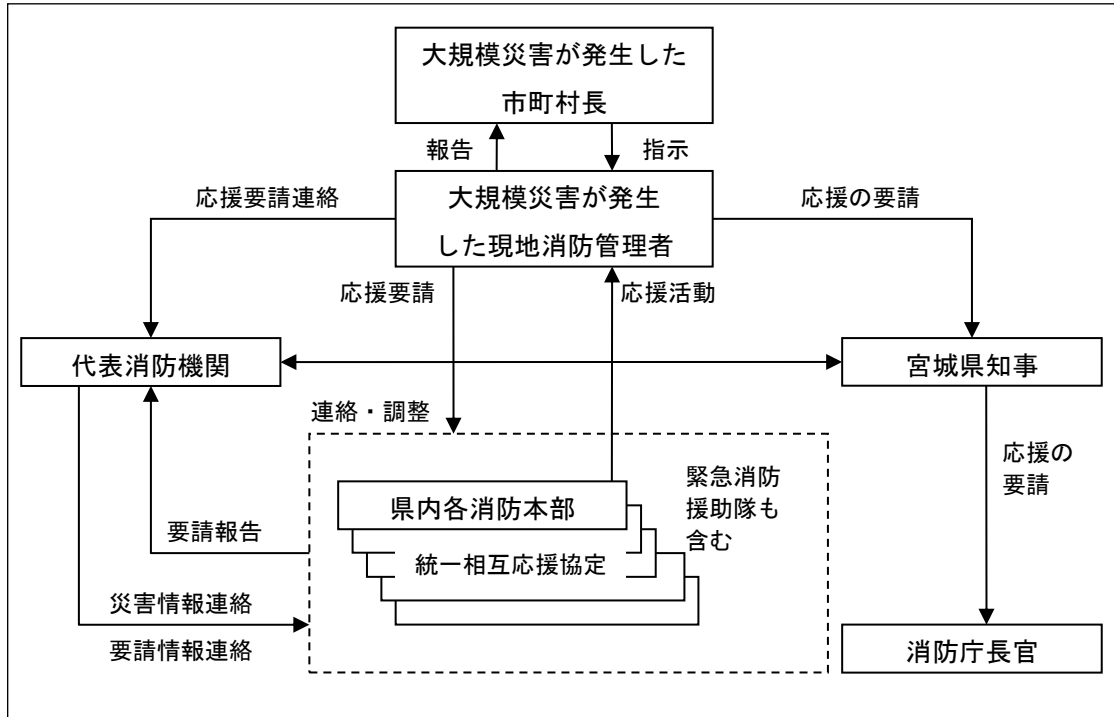 大規模災害が発生した
市町村長
報告
指示
応援要請連絡
大規模災害が発生
した現地消防管理者
応援の要請
応援要請
応援活動
代表消防機関
宮城県知事
連絡・調整
県内各消防本部
統一相互応援協定
緊急消防
援助隊も
含む
応援の
要請
要請報告
災害情報連絡
要請情報連絡
消防庁長官